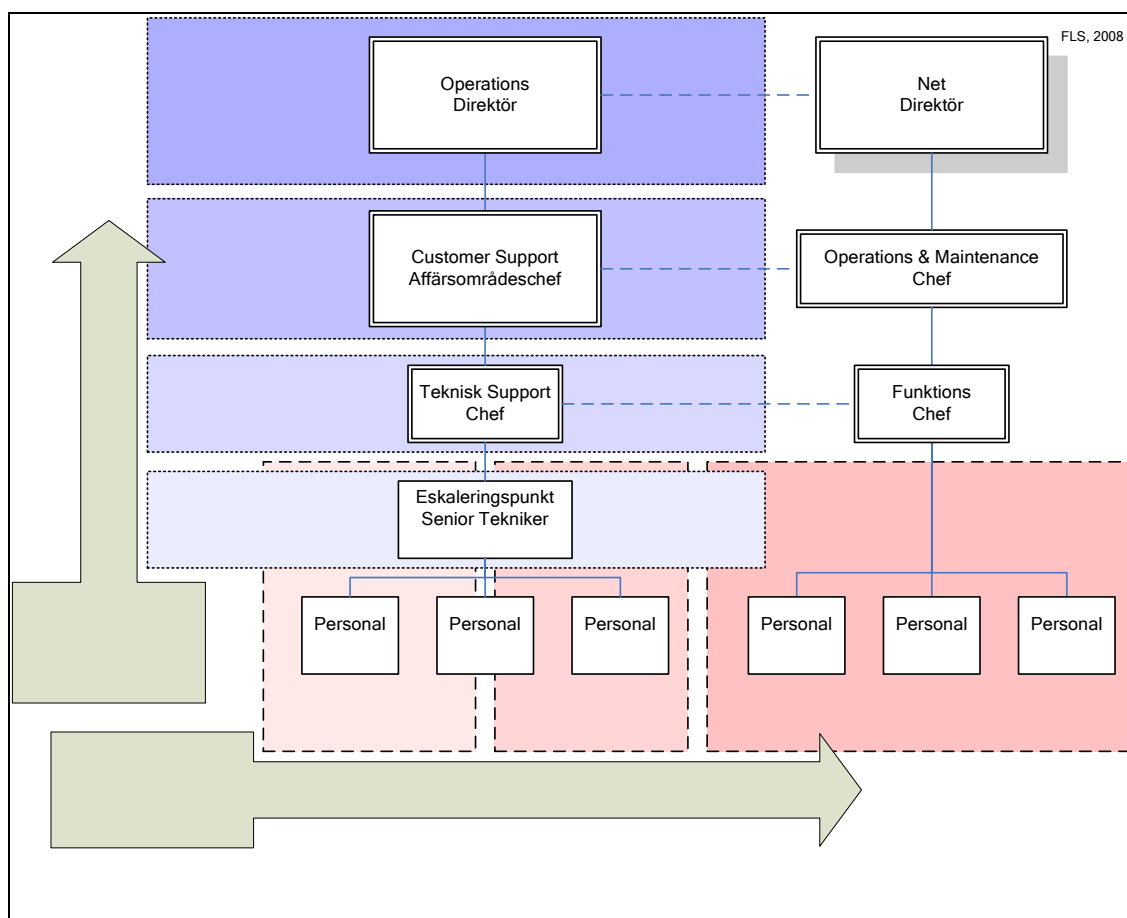 FLS, 2008
Operations
Direktör
Net
Direktör
Customer Support
Affärsområdeschef
Operations & Maintenance
Chef
Teknisk Support
Chef
Funktions
Chef
Eskaleringspunkt
Senior Tekniker
Personal
Personal
Personal
Personal
Personal
Personal